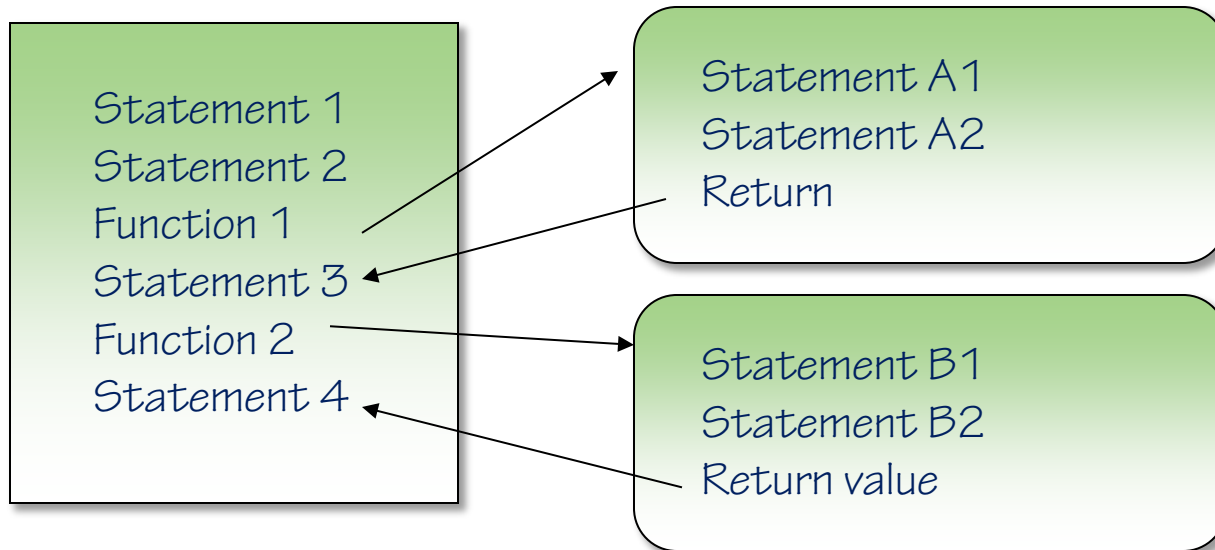 Statement 1
Statement 2
Function 1
Statement 3
Function 2
Statement 4
Statement A1
Statement A2
Return
Statement B1
Statement B2
Return value